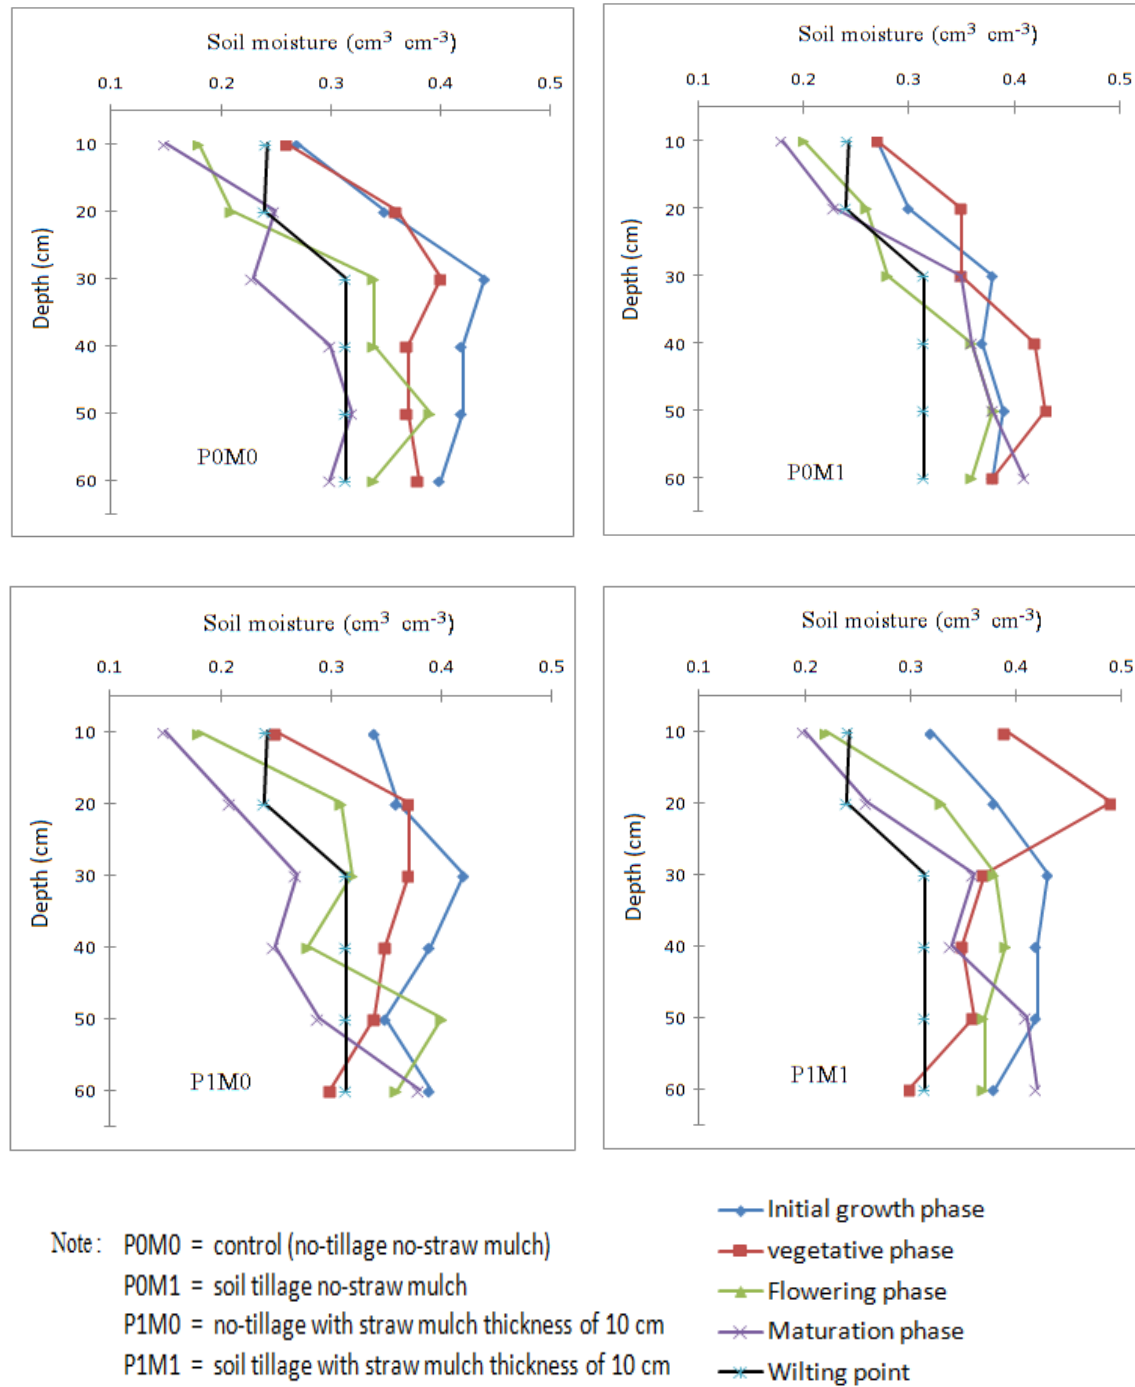 Soil moisture (cm³ cm⁻³)
0.1 0.2 0.3 0.4 0.5
Depth (cm)
10
20
30
40
50
60
P0M0
Soil moisture (cm³ cm⁻³)
0.1 0.2 0.3 0.4 0.5
Depth (cm)
10
20
30
40
50
60
P0M1
Soil moisture (cm³ cm⁻³)
0.1 0.2 0.3 0.4 0.5
Depth (cm)
10
20
30
40
50
60
P1M0
Soil moisture (cm³ cm⁻³)
0.1 0.2 0.3 0.4 0.5
Depth (cm)
10
20
30
40
50
60
P1M1
Note : P0M0 = control (no-tillage no-straw mulch)
P0M1 = soil tillage no-straw mulch
P1M0 = no-tillage with straw mulch thickness of 10 cm
P1M1 = soil tillage with straw mulch thickness of 10 cm
Initial growth phase
vegetative phase
Flowering phase
Maturation phase
Wilting point